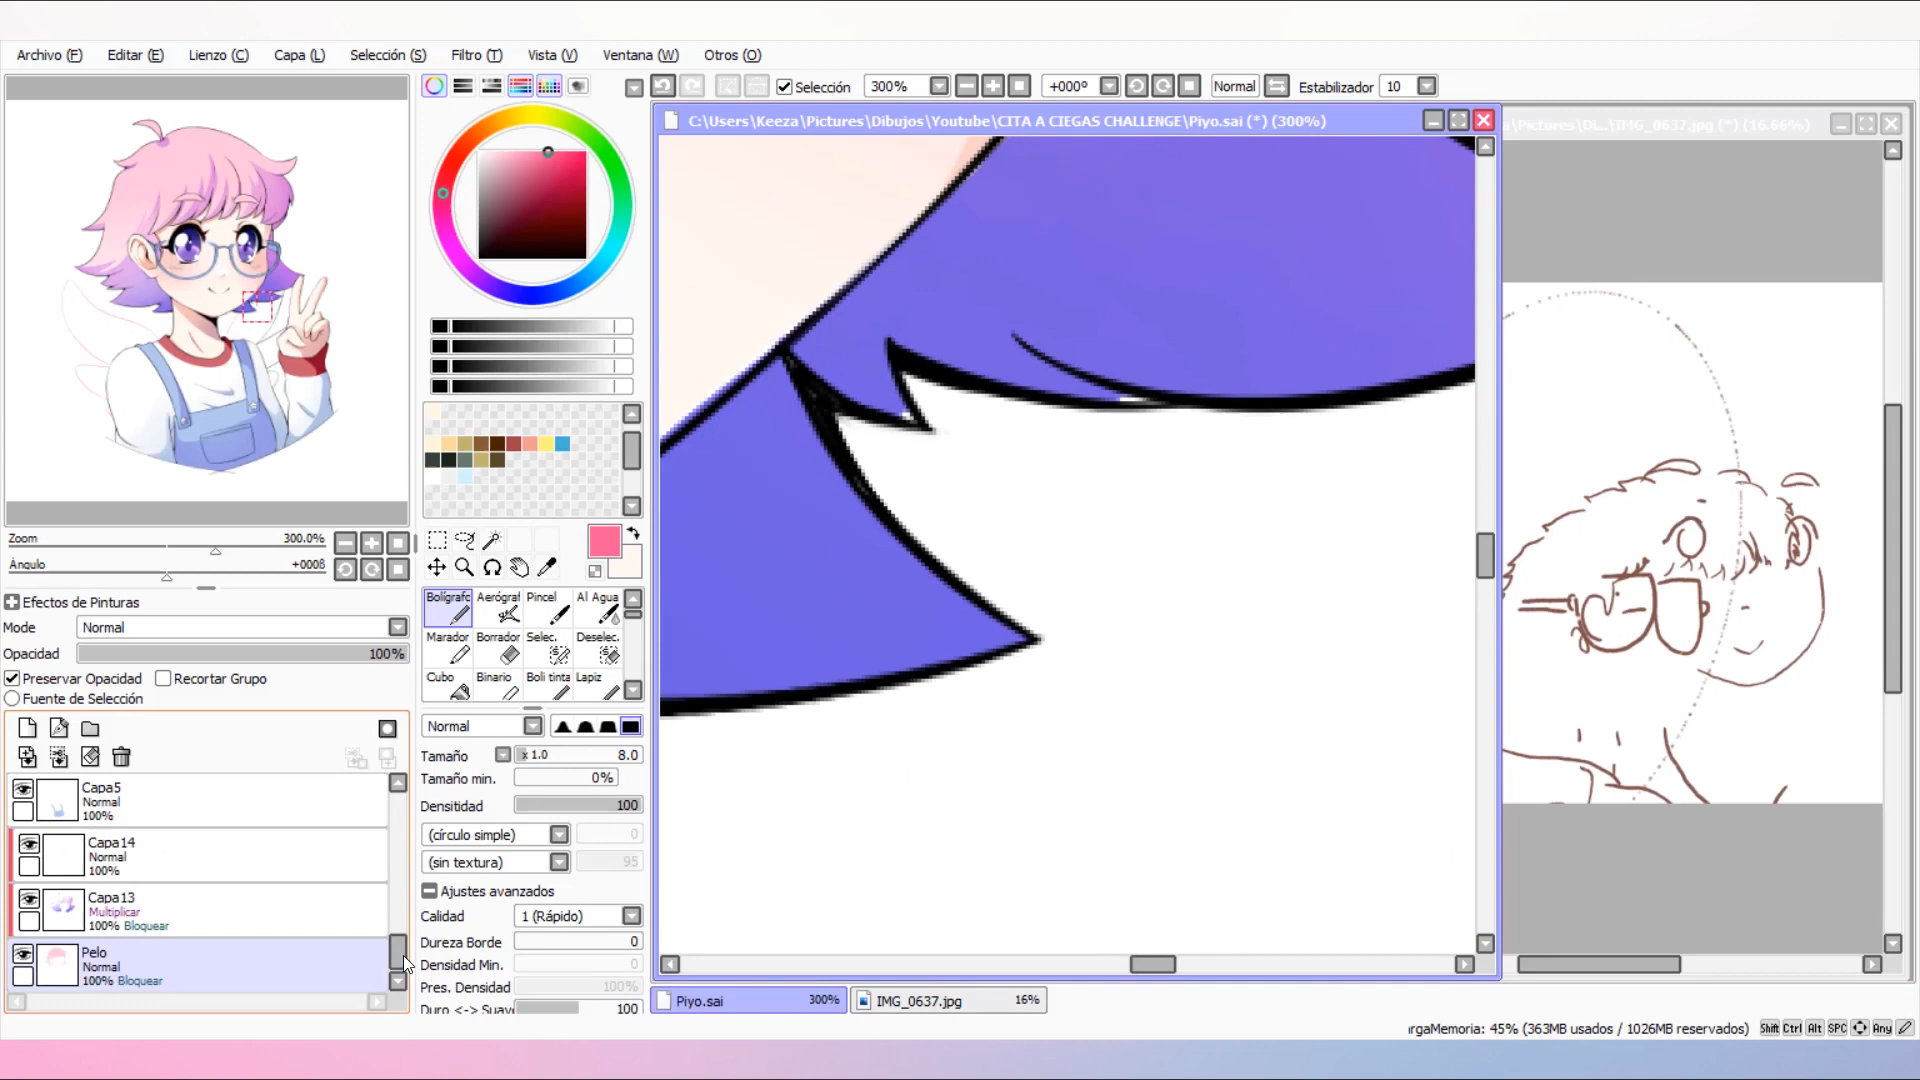 Archivo (F) Editar (E) Lienzo (C) Capa (L) Selección (S) Filtro (T) Vista (V) Ventana (W) Otros (O)
Selección 300% +000º Normal Estabilizador 10
C:\Users\Keeza\Pictures\Dibujos\Youtube\CITA A CIEGAS CHALLENGE\Piyo.sai (*) (300%)
\Pictures\Di...\IMG_0637.jpg (*) (16.66%)
Zoom 300.0%
Ángulo +0008
Efectos de Pinturas
Mode Normal
Opacidad 100%
Preservar Opacidad Recortar Grupo
Fuente de Selección
Capa5
Normal
100%
Capa14
Normal
100%
Capa13
Multiplicar
100% Bloquear
Pelo
Normal
100% Bloquear
Bolígrafo Aerógraf Pincel Al Agua
Marador Borrador Selec. Deselec.
Cubo Binario Boli tinta Lapiz
Normal
Tamaño x 1.0 8.0
Tamaño min. 0%
Densitidad 100
(círculo simple) 0
(sin textura) 95
Ajustes avanzados
Calidad 1 (Rápido)
Dureza Borde 0
Densidad Min. 0
Pres. Densidad 100%
Duro <-> Suav 100
Piyo.sai 300% IMG_0637.jpg 16%
rgaMemoria: 45% (363MB usados / 1026MB reservados) Shift Ctrl Alt SPC Any